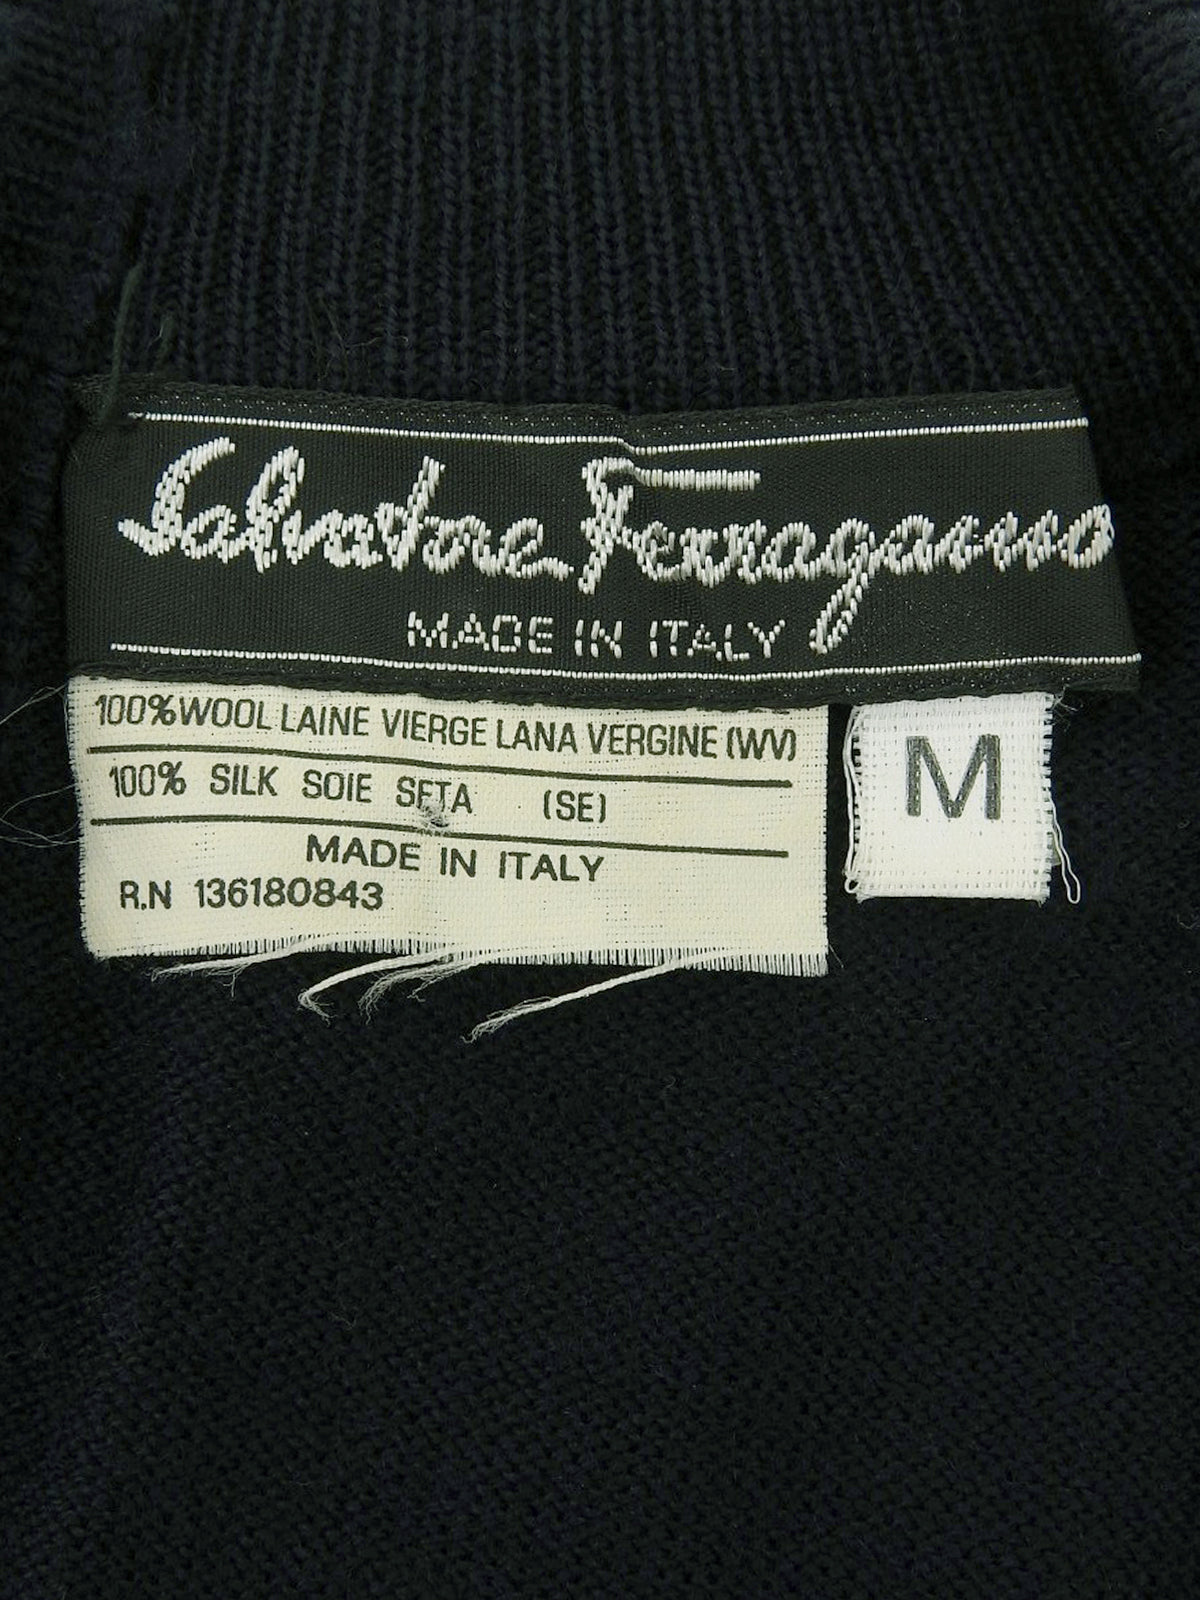 Salvatore Ferragamo
MADE IN ITALY
100% WOOL LAINE VIERGE LANA VERGINE (WV)
100% SILK SOIE SETA (SE)
MADE IN ITALY
R.N 136180843
M